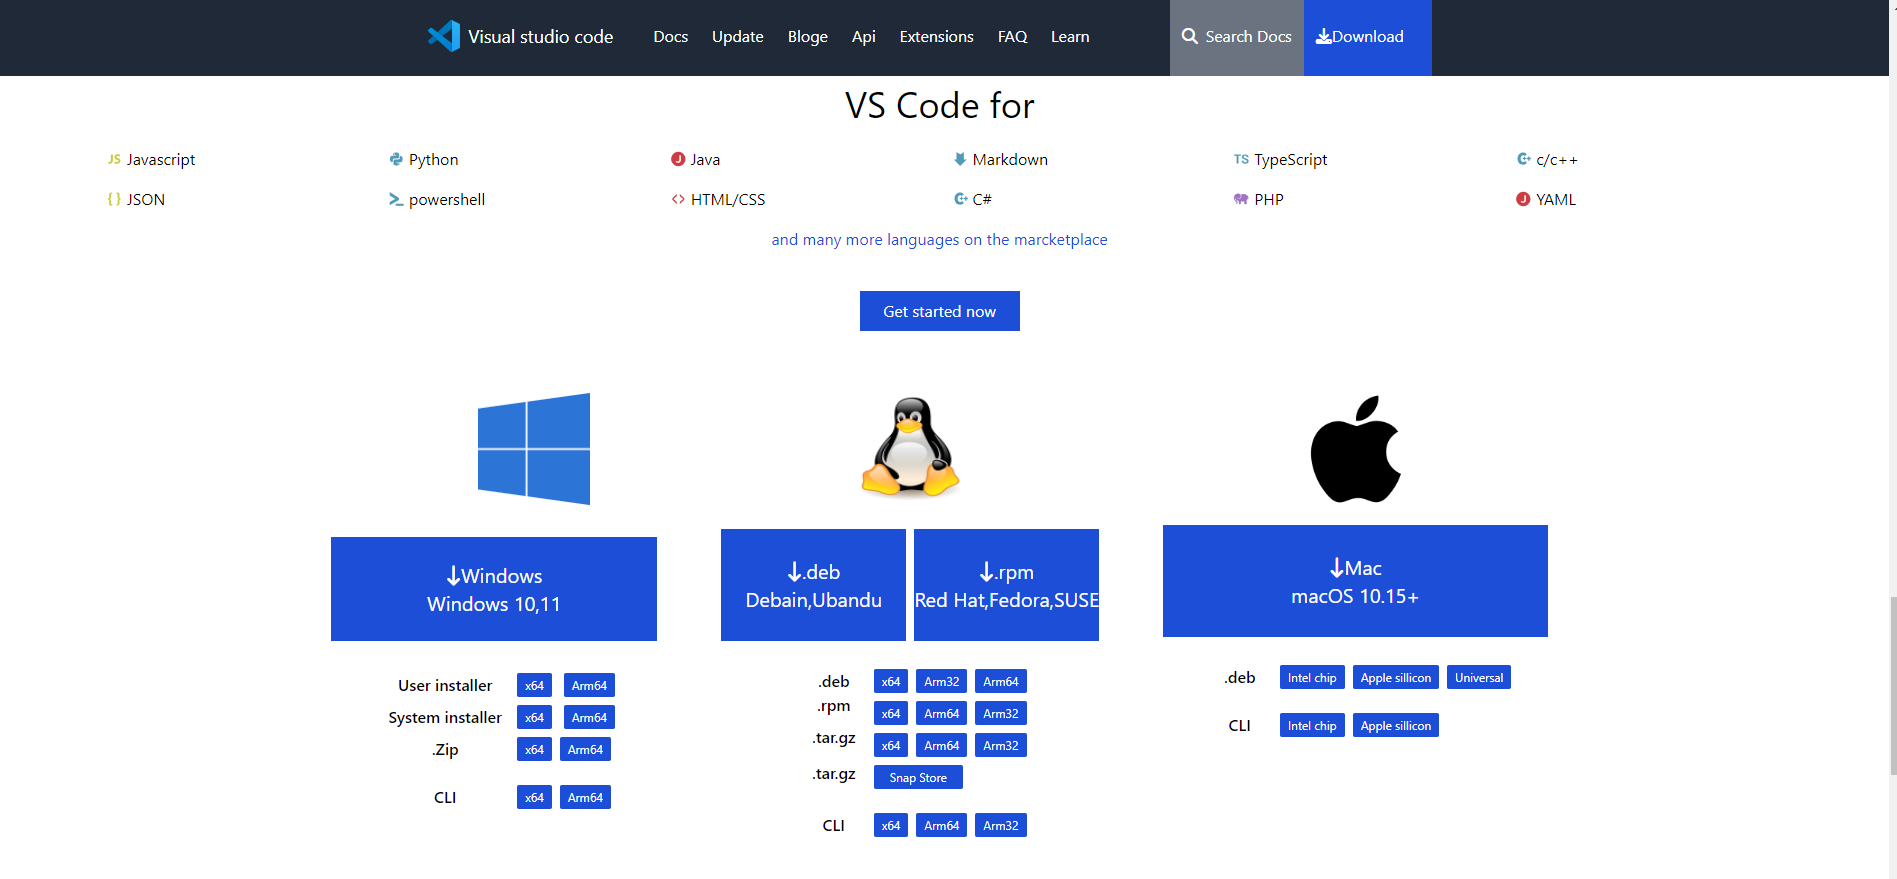 Visual studio code Docs Update Bloge Api Extensions FAQ Learn Search Docs Download
VS Code for
JS Javascript Python J Java Markdown TS TypeScript c/c++
{} JSON powershell <> HTML/CSS C# PHP J YAML
and many more languages on the marcketplace
Get started now
Windows
Windows 10,11
.deb
Debain,Ubandu
.rpm
Red Hat,Fedora,SUSE
Mac
macOS 10.15+
User installer x64 Arm64
System installer x64 Arm64
.Zip x64 Arm64
CLI x64 Arm64
.deb x64 Arm32 Arm64
.rpm x64 Arm64 Arm32
.tar.gz x64 Arm64 Arm32
.tar.gz Snap Store
CLI x64 Arm64 Arm32
.deb Intel chip Apple sillicon Universal
CLI Intel chip Apple sillicon